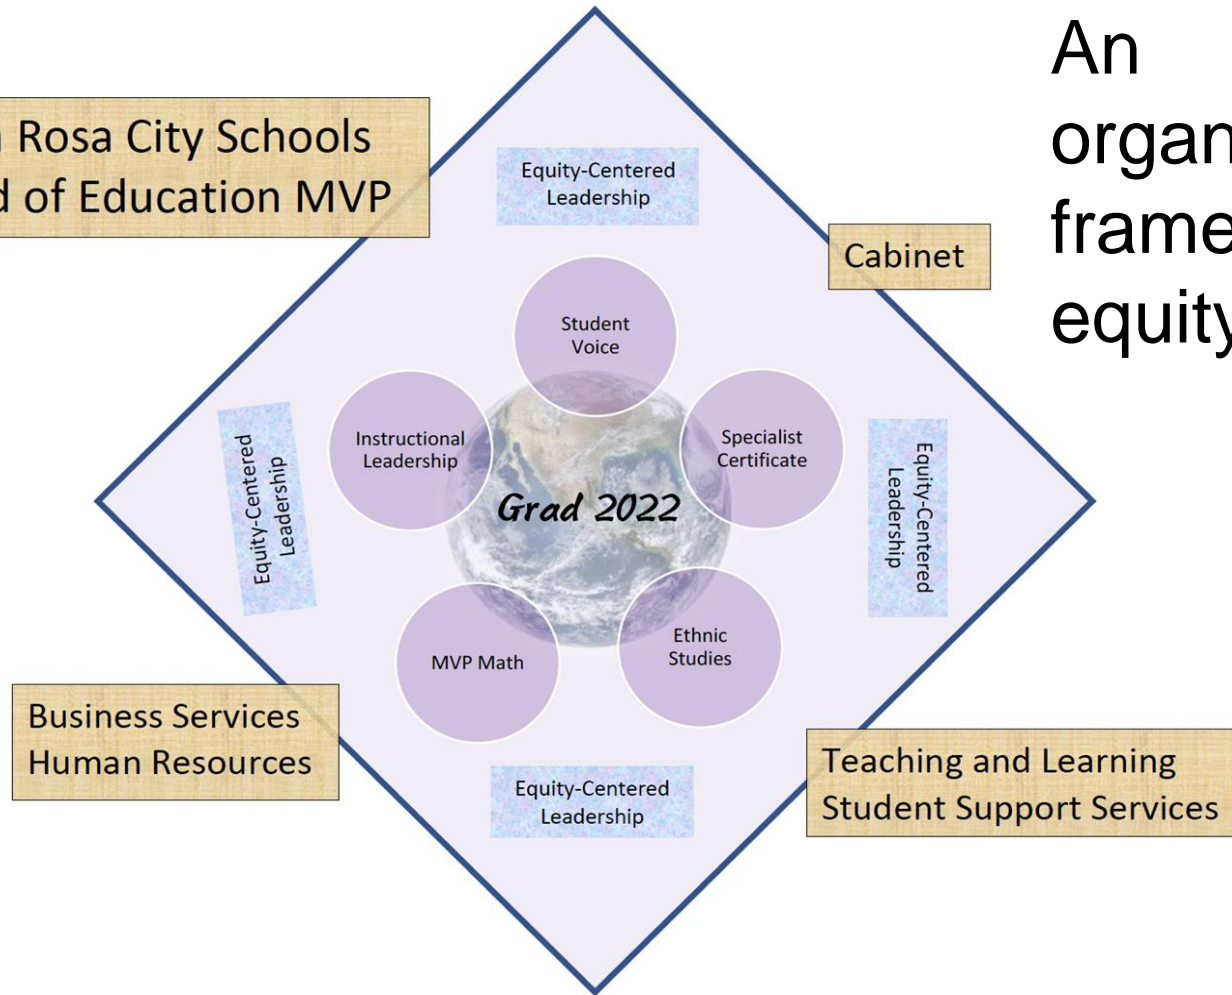 An
Rosa City Schools
of Education MVP
Equity-Centered
Leadership
Cabinet
Student
Voice
Instructional
Leadership
Specialist
Certificate
Equity-Centered
Leadership
Grad 2022
Equity-Centered
Leadership
MVP Math
Ethnic
Studies
Business Services
Human Resources
Equity-Centered
Leadership
Teaching and Learning
Student Support Services
equity